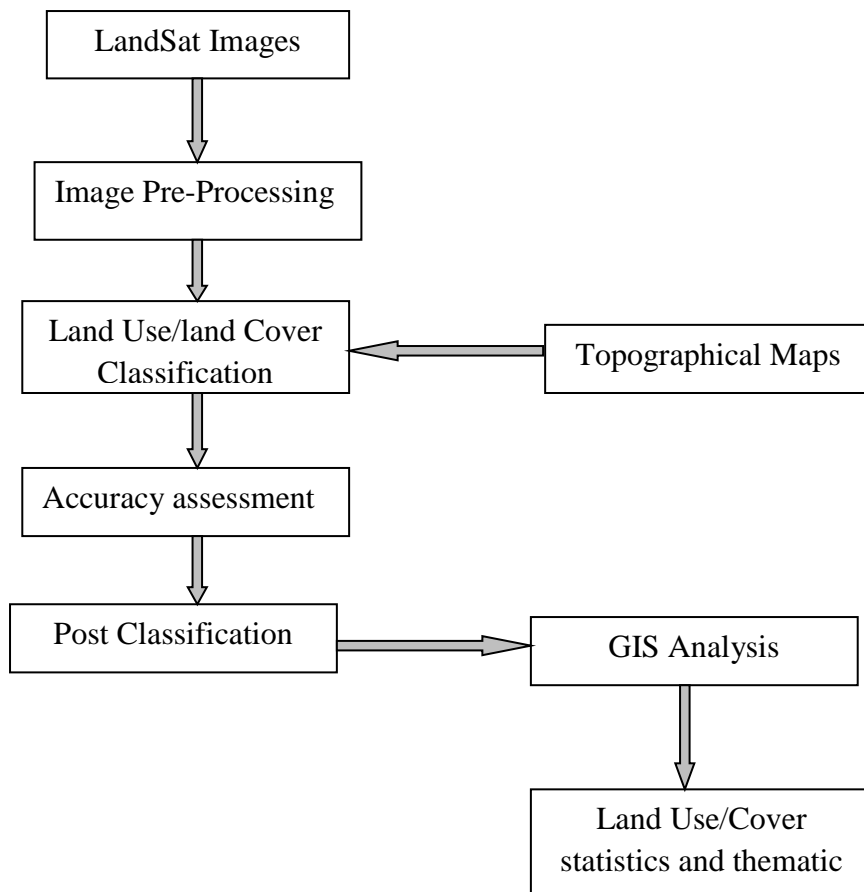 LandSat Images
Image Pre-Processing
Land Use/land Cover
Classification
Topographical Maps
Accuracy assessment
Post Classification
GIS Analysis
Land Use/Cover
statistics and thematic